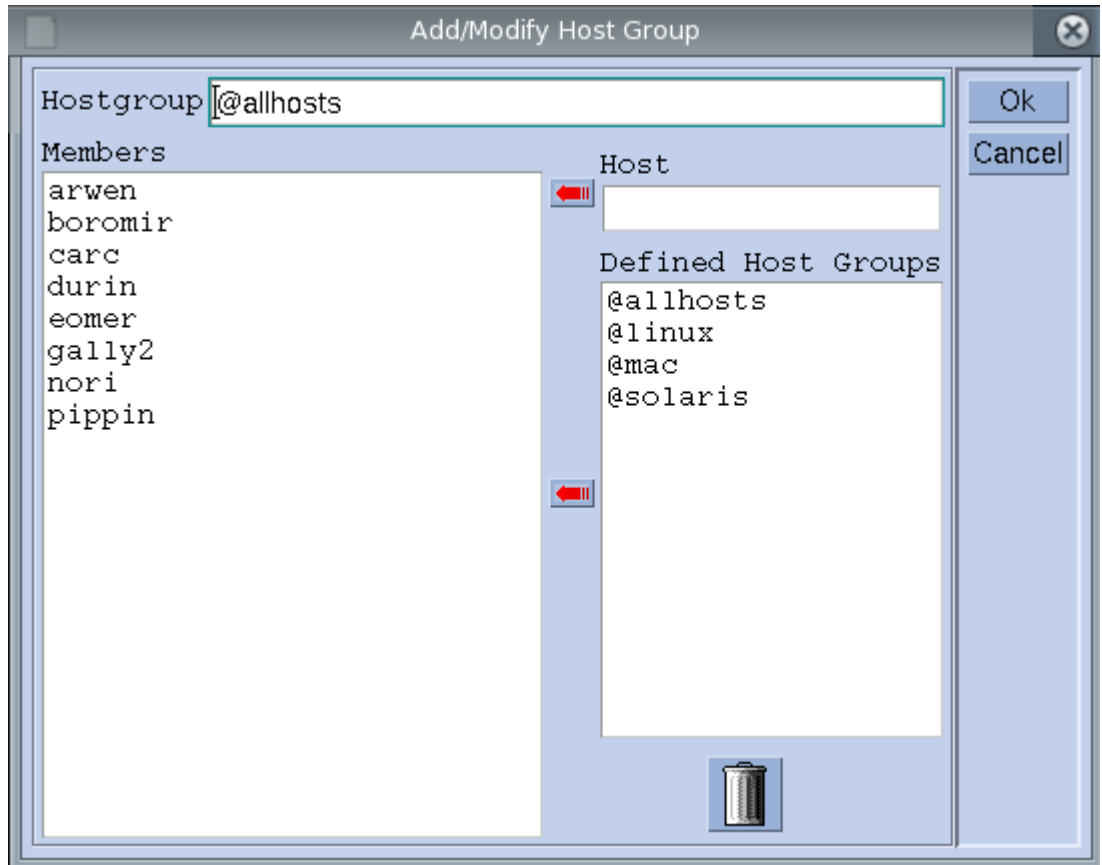 Add/Modify Host Group
Hostgroup @allhosts
Ok
Cancel
Members
arwen
boromir
carc
durin
eomer
gally2
nori
pippin
Host
Defined Host Groups
@allhosts
@linux
@mac
@solaris